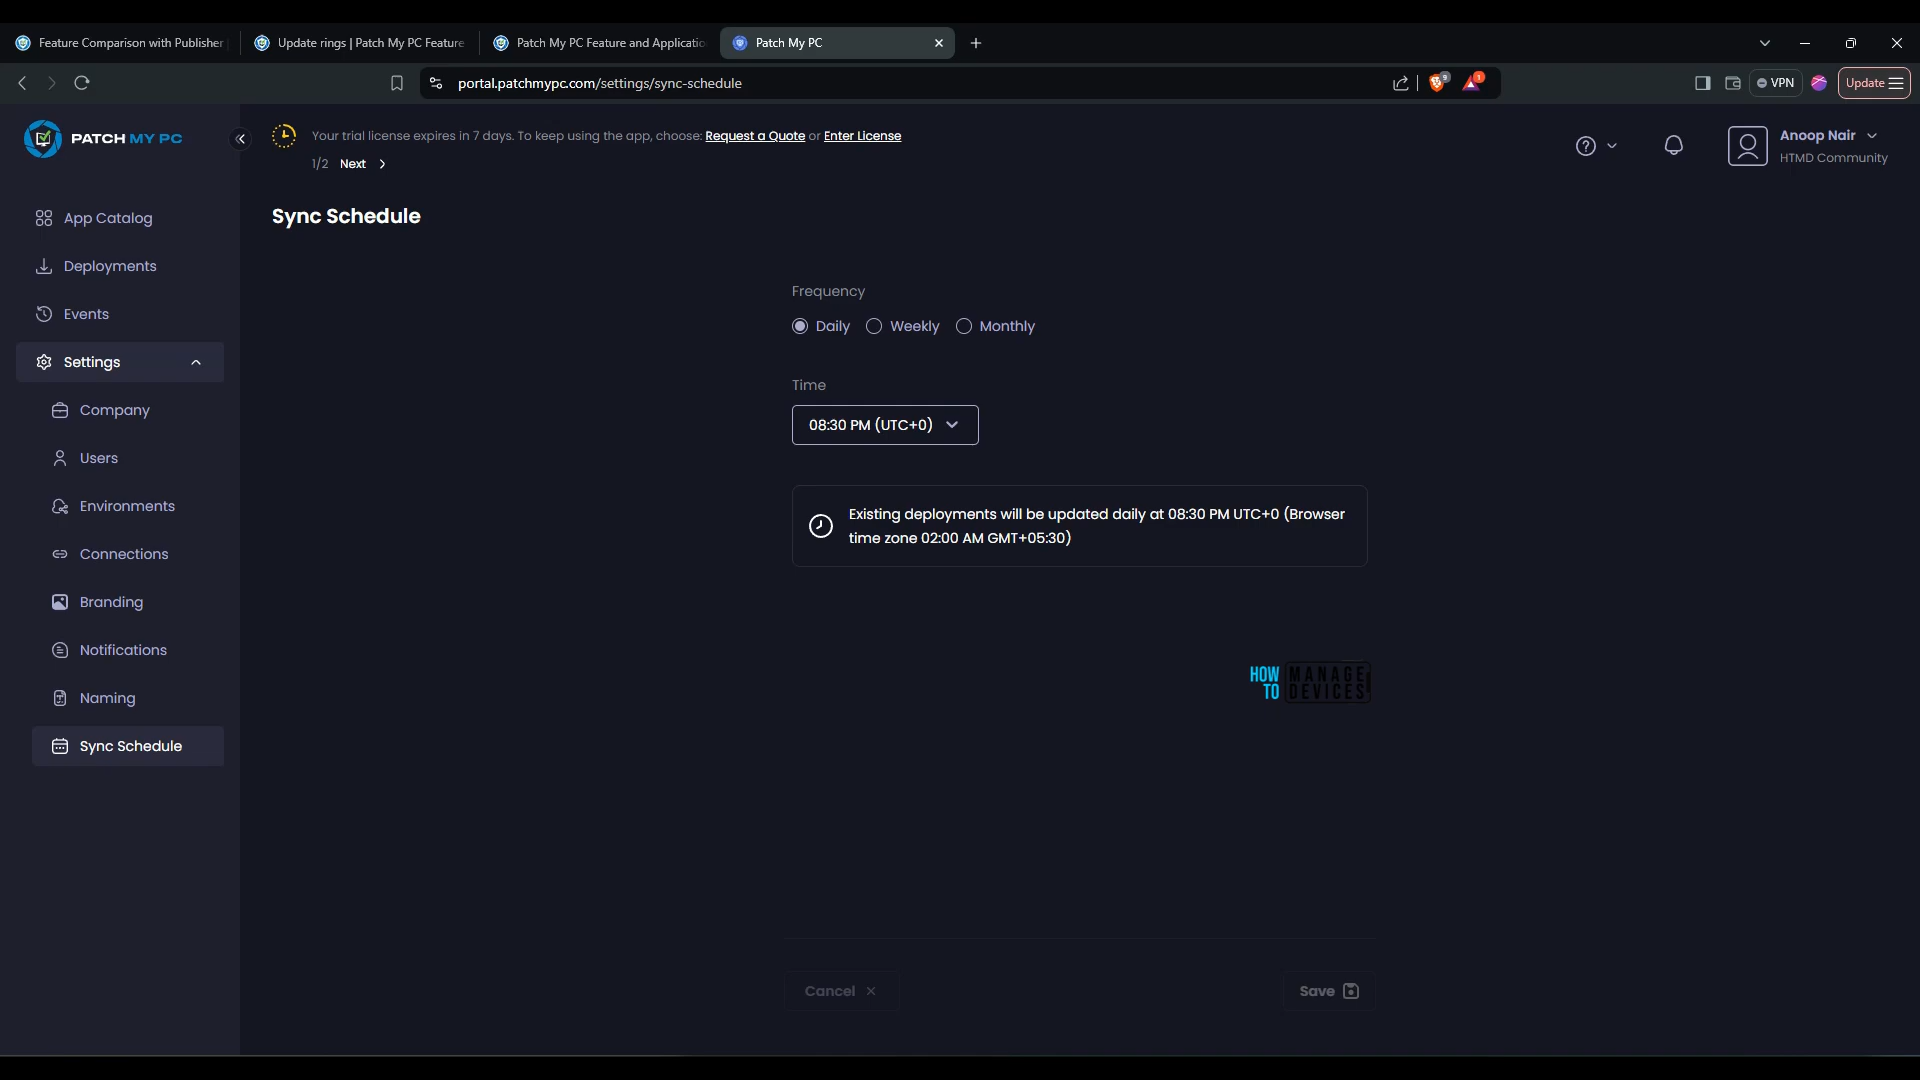 Feature Comparison with Publisher
Update rings | Patch My PC Feature
Patch My PC Feature and Applicatio
Patch My PC
portal.patchmypc.com/settings/sync-schedule
9
1
VPN
Update
PATCH MY PC
Your trial license expires in 7 days. To keep using the app, choose: Request a Quote or Enter License
1/2 Next
Anoop Nair
HTMD Community
Sync Schedule
App Catalog
Deployments
Events
Settings
Company
Users
Environments
Connections
Branding
Notifications
Naming
Sync Schedule
Frequency
Daily Weekly Monthly
Time
08:30 PM (UTC+0)
Existing deployments will be updated daily at 08:30 PM UTC+0 (Browser
time zone 02:00 AM GMT+05:30)
HOW MANAGE
TO DEVICES
Cancel
Save